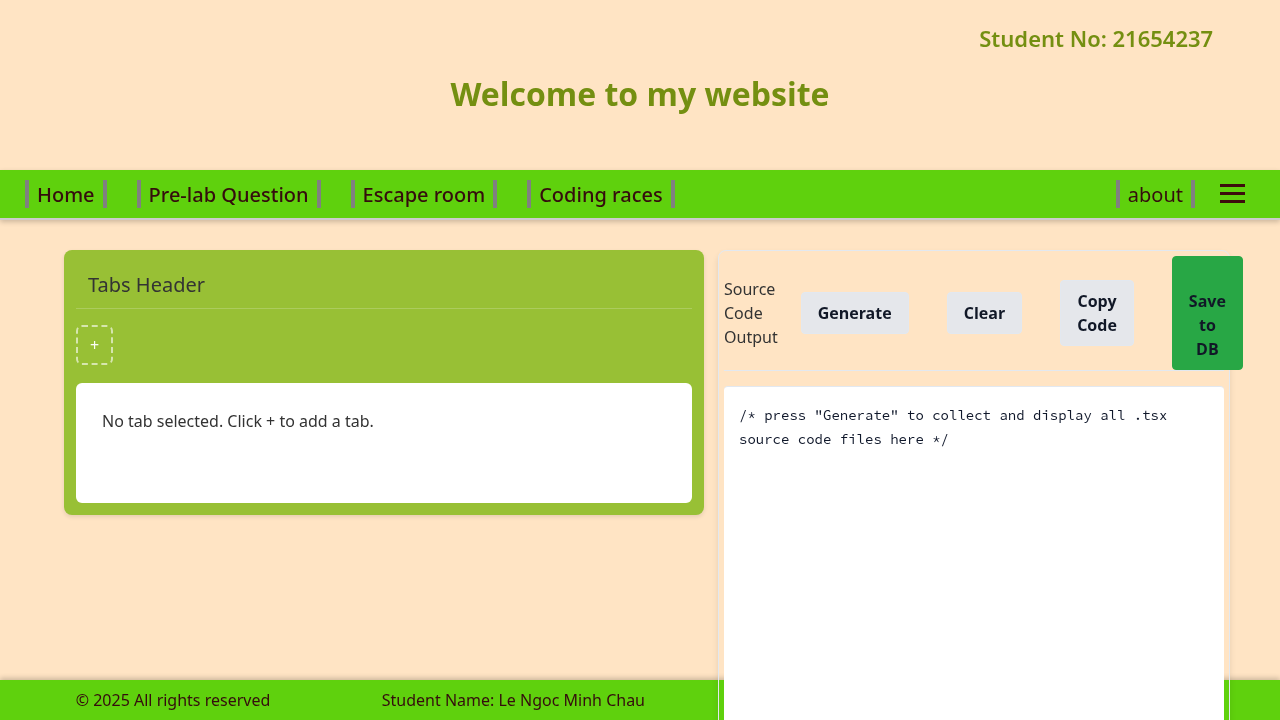 Student No: 21654237
Welcome to my website
Home Pre-lab Question Escape room Coding races about
Tabs Header
+
No tab selected. Click + to add a tab.
Source
Code
Output
Generate
Clear
Copy
Code
Save
to
DB
/* press "Generate" to collect and display all .tsx
source code files here */
© 2025 All rights reserved
Student Name: Le Ngoc Minh Chau